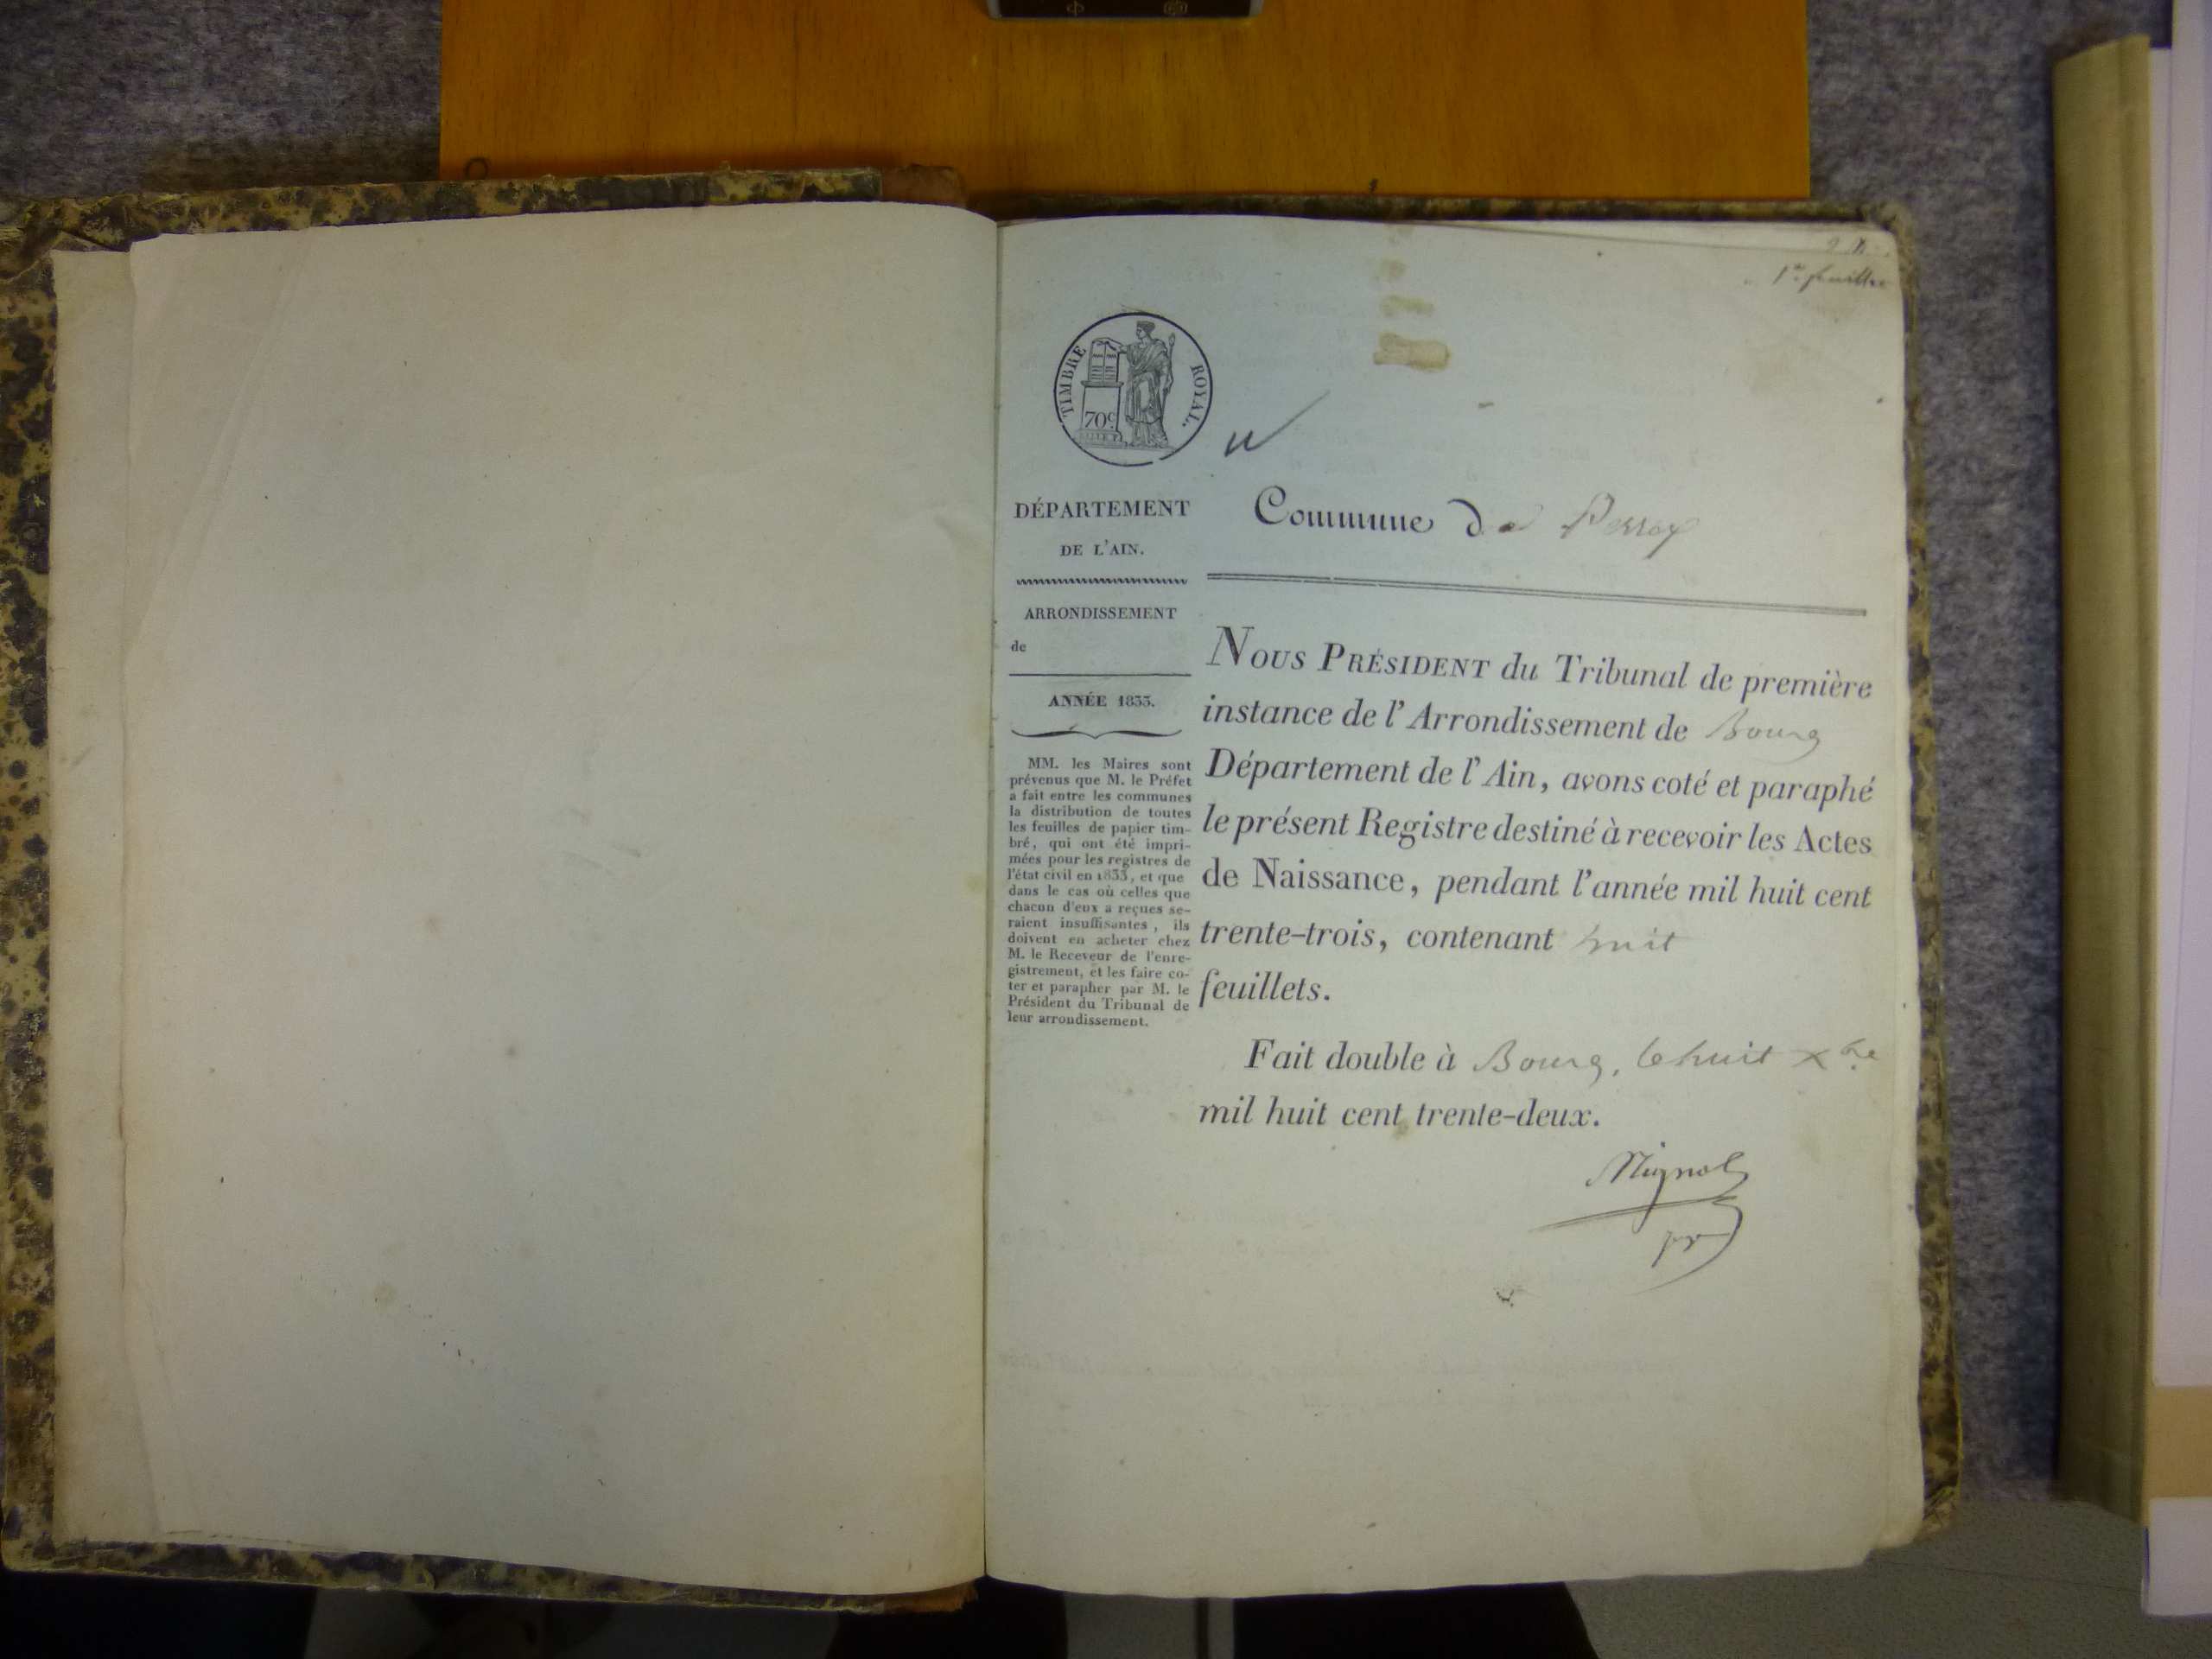 1er feuillet
TIMBRE ROYAL.
70c
DÉPARTEMENT
DE L'AIN.
ARRONDISSEMENT
de
ANNÉE 1833.
MM. les Maires sont
prévenus que M. le Préfet
a fait entre les communes
la distribution de toutes
les feuilles de papier tim-
bré, qui ont été impri-
mées pour les registres de
l'état civil en 1833, et que
dans le cas où celles que
chacun d'eux a reçues se-
raient insuffisantes, ils
doivent en acheter chez
M. le Receveur de l'enre-
gistrement, et les faire co-
ter et parapher par M. le
Président du Tribunal de
leur arrondissement.
Commune de
NOUS PRÉSIDENT du Tribunal de première
instance de l'Arrondissement de Bourg
Département de l'Ain, avons coté et paraphé
le présent Registre destiné à recevoir les Actes
de Naissance, pendant l'année mil huit cent
trente-trois, contenant huit
feuillets.
Fait double à Bourg, le huit Xbre
mil huit cent trente-deux.